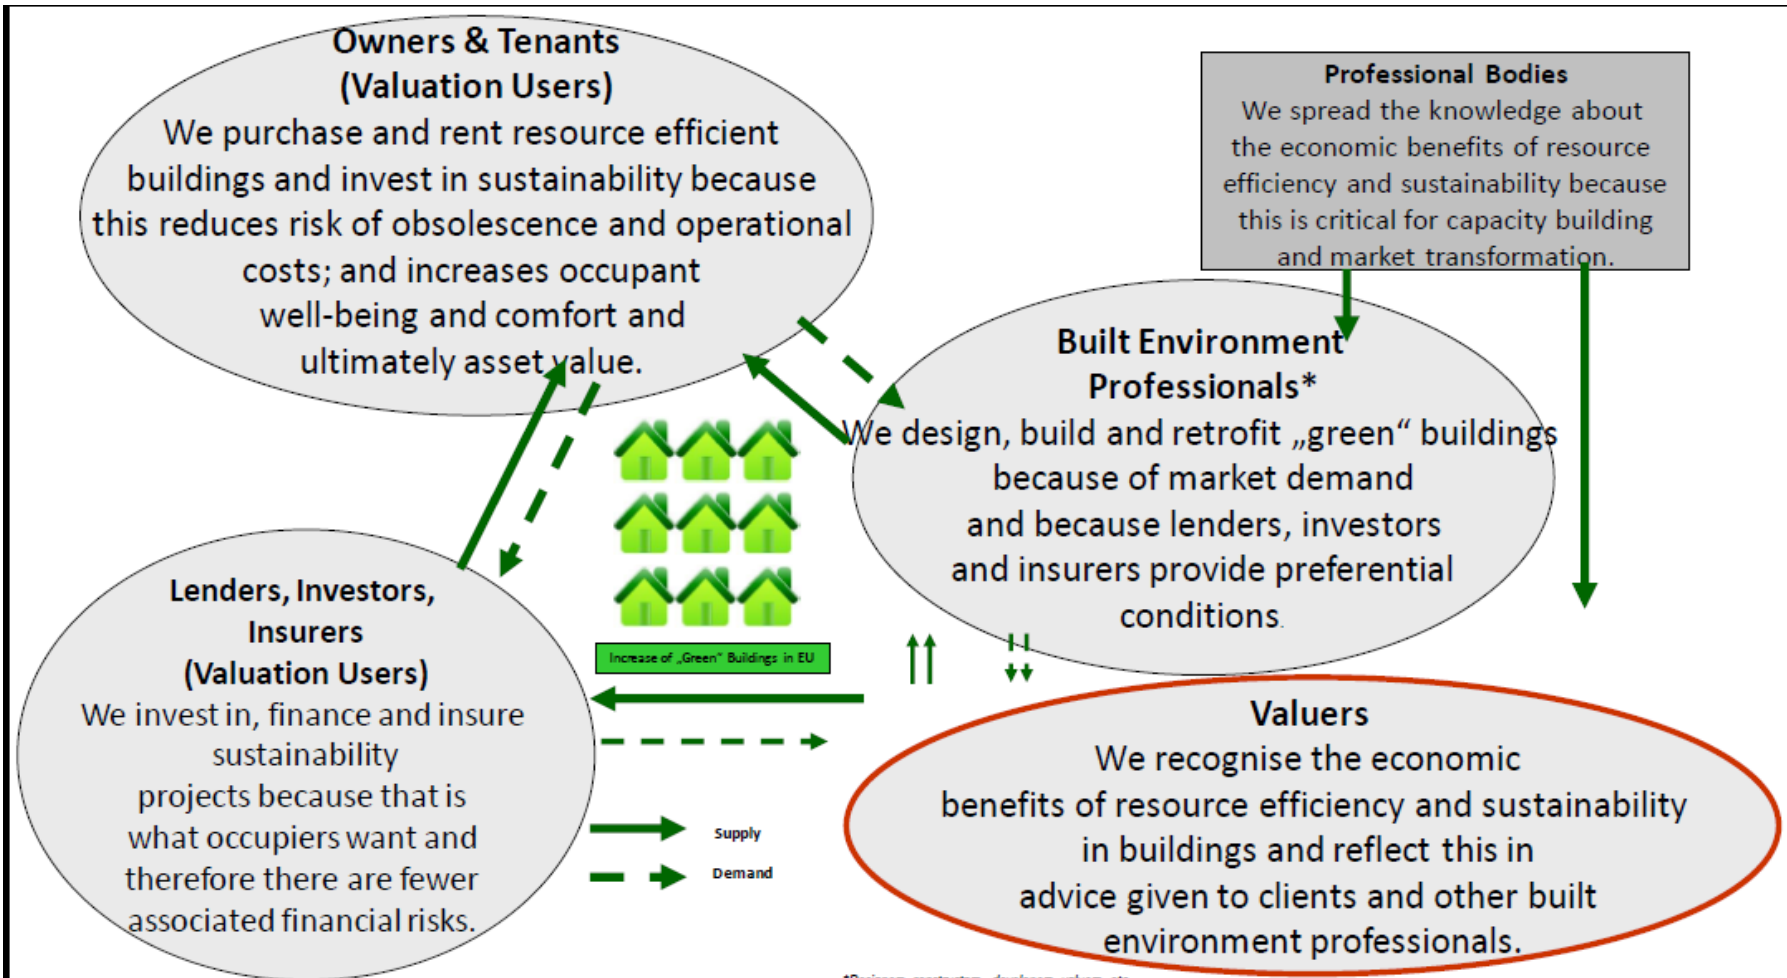 Owners & Tenants
(Valuation Users)
We purchase and rent resource efficient
buildings and invest in sustainability because
this reduces risk of obsolescence and operational
costs; and increases occupant
well-being and comfort and
ultimately asset value.
Professional Bodies
We spread the knowledge about
the economic benefits of resource
efficiency and sustainability because
this is critical for capacity building
and market transformation.
Built Environment
Professionals*
We design, build and retrofit „green“ buildings
because of market demand
and because lenders, investors
and insurers provide preferential
conditions.
Increase of „Green“ Buildings in EU
Lenders, Investors,
Insurers
(Valuation Users)
We invest in, finance and insure
sustainability
projects because that is
what occupiers want and
therefore there are fewer
associated financial risks.
Supply
Demand
Valuers
We recognise the economic
benefits of resource efficiency and sustainability
in buildings and reflect this in
advice given to clients and other built
environment professionals.